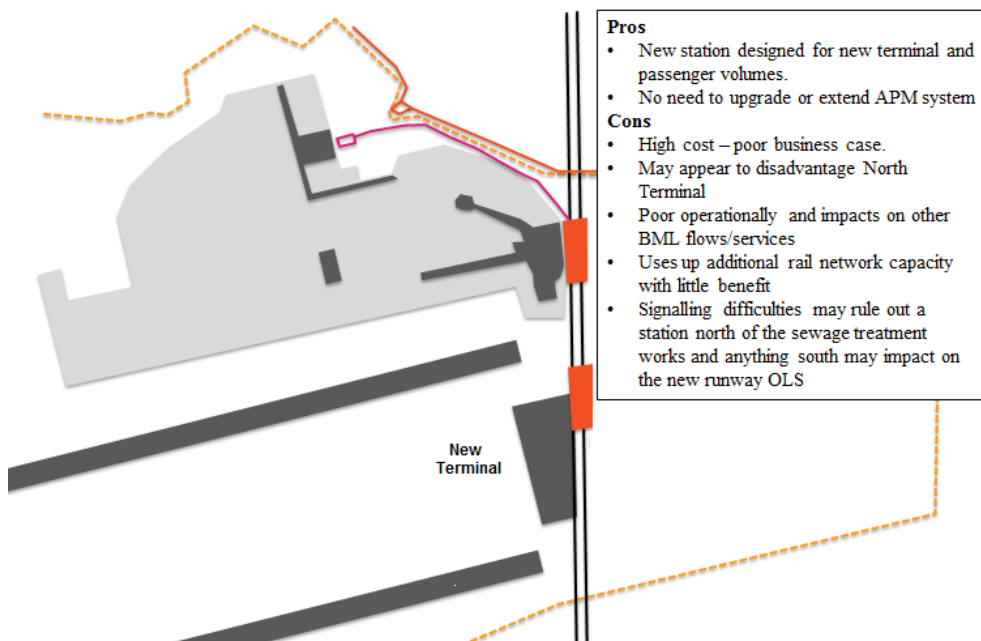 Pros
• New station designed for new terminal and
passenger volumes.
• No need to upgrade or extend APM system
Cons
• High cost – poor business case.
• May appear to disadvantage North
Terminal
• Poor operationally and impacts on other
BML flows/services
• Uses up additional rail network capacity
with little benefit
• Signalling difficulties may rule out a
station north of the sewage treatment
works and anything south may impact on
the new runway OLS
New
Terminal